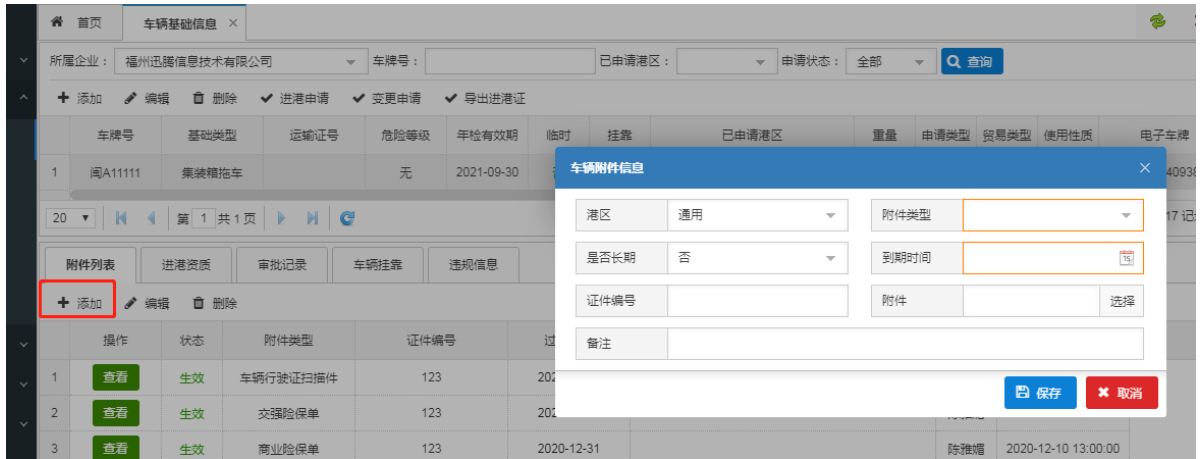 首页 车辆基础信息 ×
所属企业： 福州迅腾信息技术有限公司 车牌号： 已申请港区： 申请状态： 全部 查询
添加 编辑 删除 进港申请 变更申请 导出进港证
车牌号 基础类型 运输证号 危险等级 年检有效期 临时 挂靠 已申请港区 重量 申请类型 贸易类型 使用性质 电子车牌
1 闽A11111 集装箱拖车 无 2021-09-30 40938
车辆附件信息
20 第 1 共1页 17 记
港区 通用 附件类型
附件列表 进港资质 审批记录 车辆挂靠 违规信息
是否长期 否 到期时间 15
添加 编辑 删除
证件编号 附件 选择
操作 状态 附件类型 证件编号 过
备注
1 查看 生效 车辆行驶证扫描件 123 202
保存 取消
2 查看 生效 交强险保单 123 202
3 查看 生效 商业险保单 123 2020-12-31 陈雅媚 2020-12-10 13:00:00